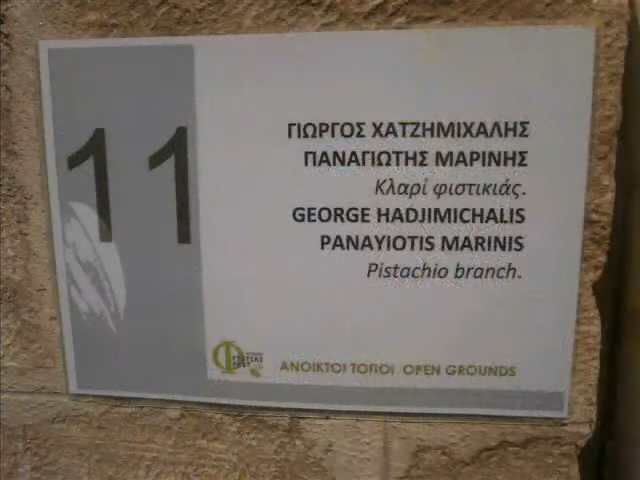 11
ΓΙΩΡΓΟΣ ΧΑΤΖΗΜΙΧΑΛΗΣ
ΠΑΝΑΓΙΩΤΗΣ ΜΑΡΙΝΗΣ
Κλαρί φιστικιάς.
GEORGE HADJIMICHALIS
PANAYIOTIS MARINIS
Pistachio branch.
ΑΝΟΙΚΤΟΙ ΤΟΠΟΙ OPEN GROUNDS